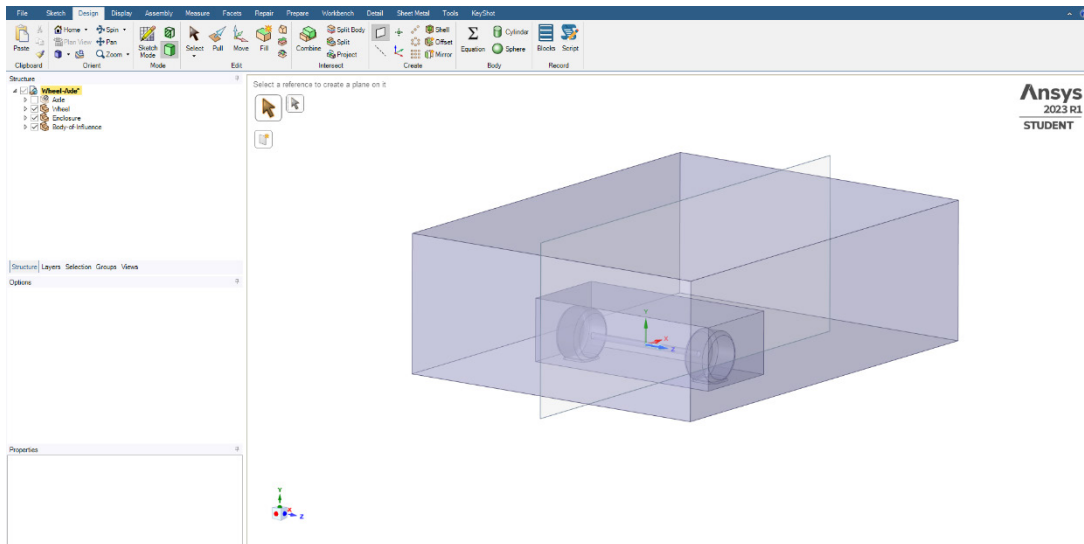 File Sketch Design Display Assembly Measure Facets Repair Prepare Workbench Detail Sheet Metal Tools KeyShot
Home Spin Split Body Shell Cylinder
Plan View Pan Split Offset
Paste Zoom Sketch Mode Select Pull Move Fill Combine Project Mirror Equation Sphere Blocks Script
Clipboard Orient Mode Edit Intersect Create Body Record
Structure
Wheel-Axle*
Axle
Wheel
Enclosure
Body-of-Influence
Structure Layers Selection Groups Views
Options
Properties
Select a reference to create a plane on it
Ansys
2023 R1
STUDENT
Y
X
Z
Y
X
Z